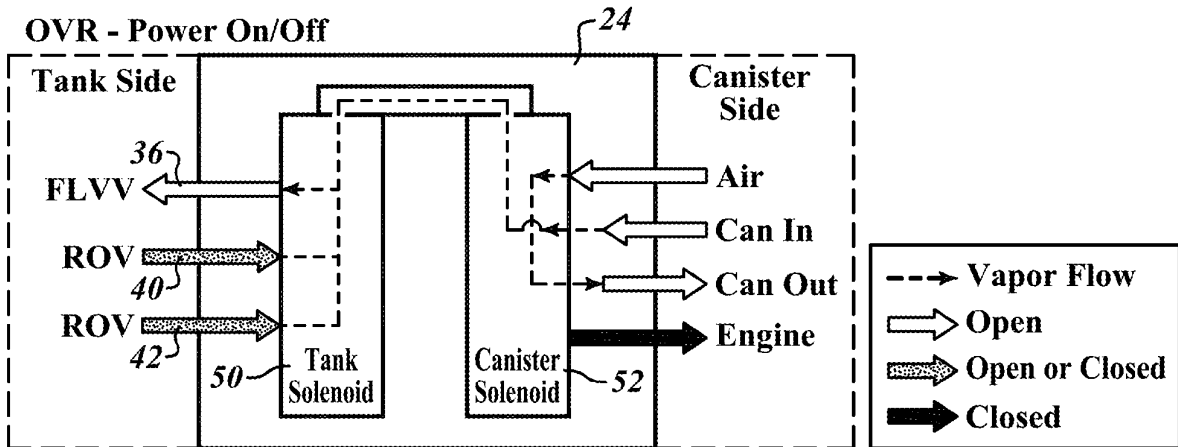 OVR - Power On/Off
24
Tank Side
Canister
Side
36
FLVV
Air
ROV
40
Can In
ROV
42
Can Out
Engine
50
Tank
Solenoid
Canister
Solenoid
52
Vapor Flow
Open
Open or Closed
Closed